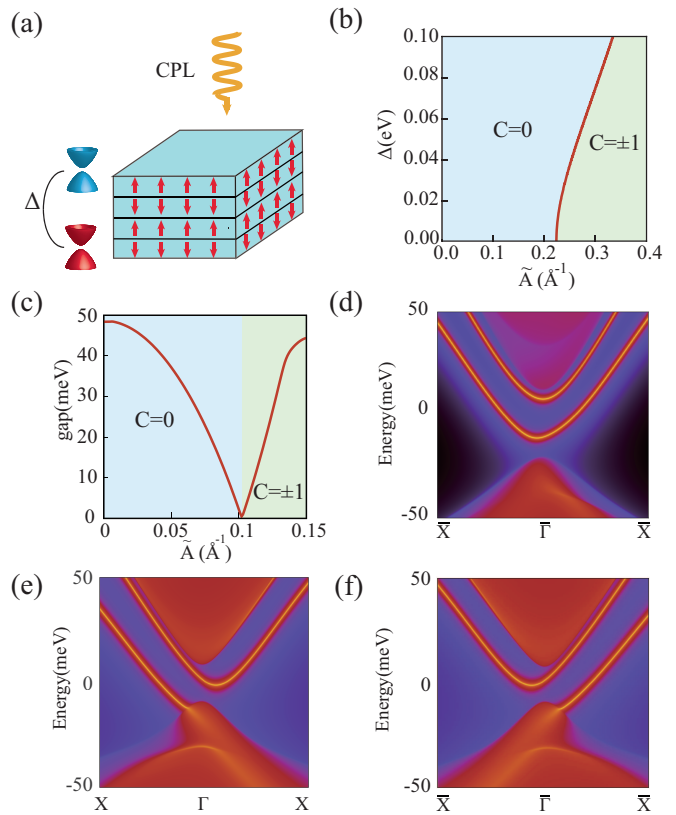 (a)
CPL
Δ
(b)
0.10
0.08
0.06
0.04
0.02
0.00
Δ(eV)
C=0
C=±1
0.0 0.1 0.2 0.3 0.4
Ã (Å⁻¹)
(c)
50
40
30
20
10
0
gap(meV)
C=0
C=±1
0 0.05 0.10 0.15
Ã (Å⁻¹)
(d)
50
0
-50
Energy(meV)
X̅ Γ̅ X̅
(e)
50
0
-50
Energy(meV)
X Γ X
(f)
50
0
-50
Energy(meV)
X̅ Γ̅ X̅